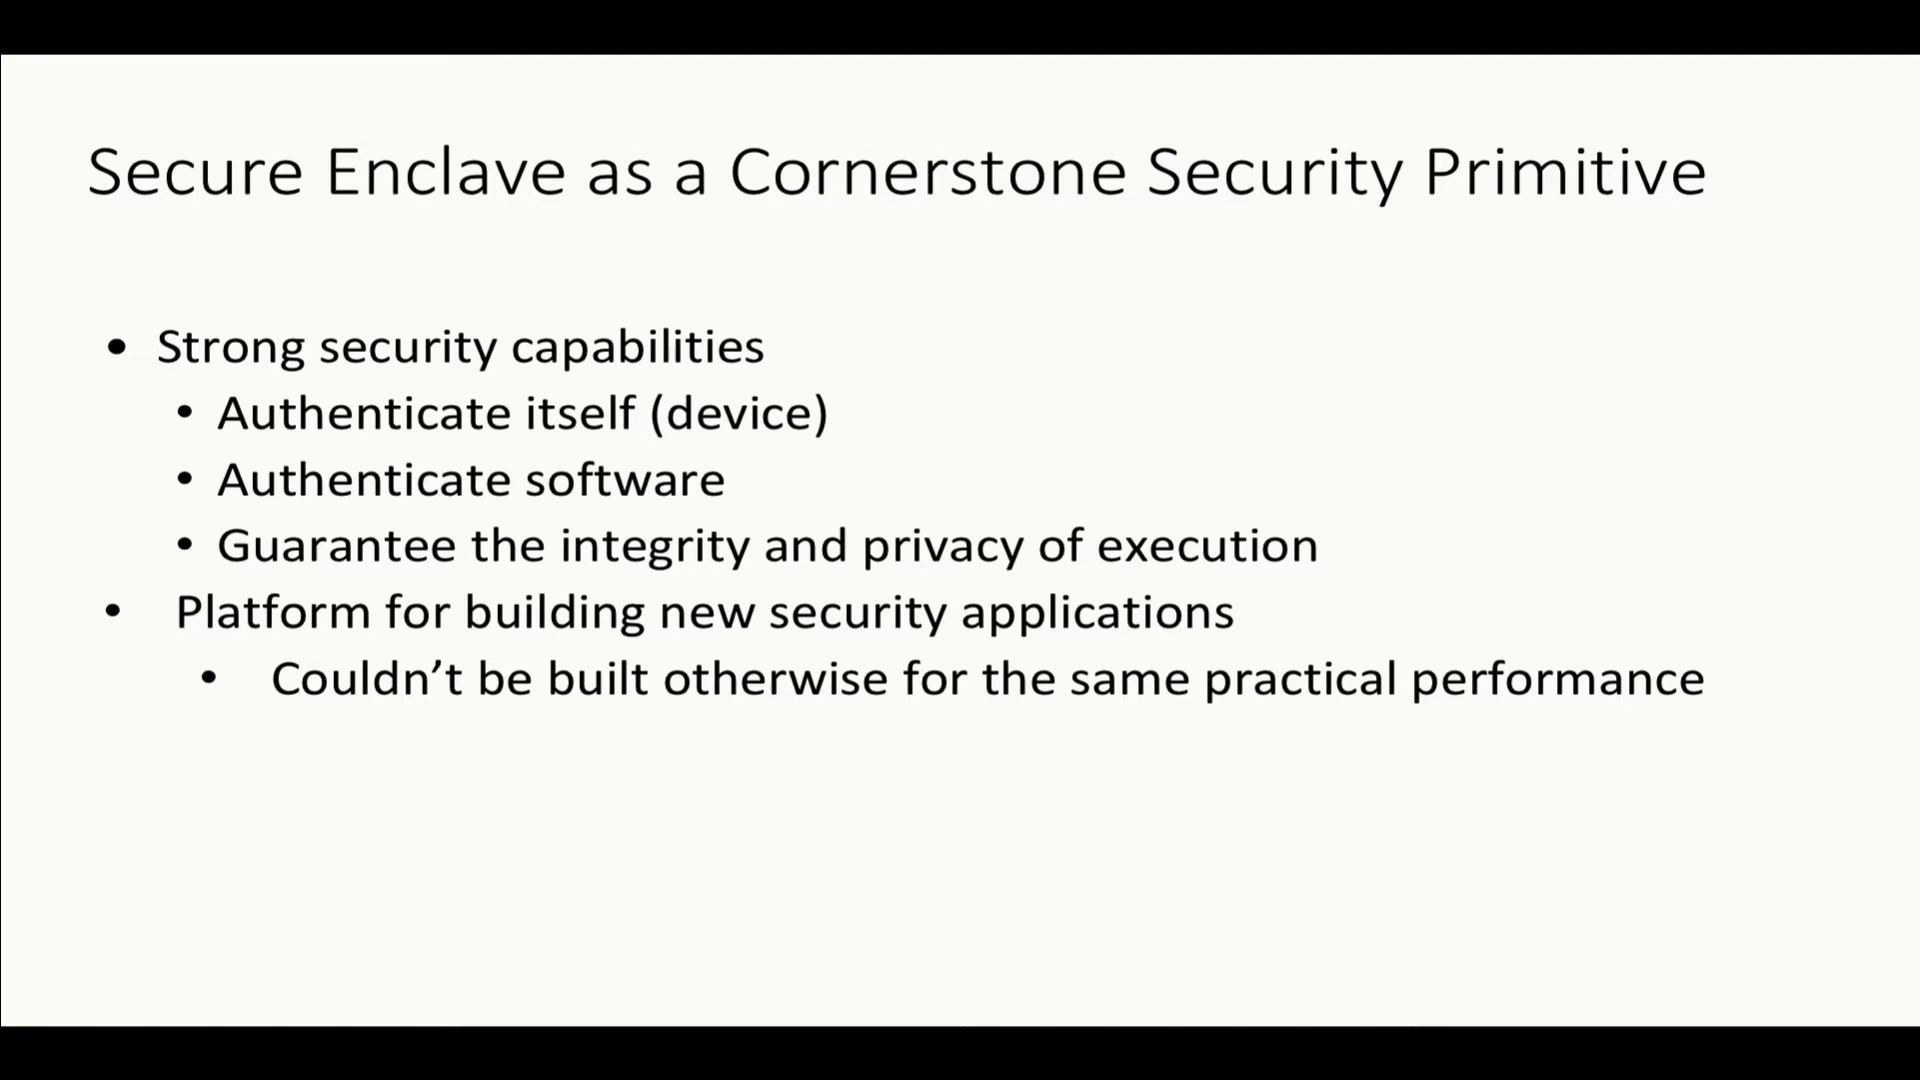 Secure Enclave as a Cornerstone Security Primitive
• Strong security capabilities
• Authenticate itself (device)
• Authenticate software
• Guarantee the integrity and privacy of execution
• Platform for building new security applications
• Couldn’t be built otherwise for the same practical performance